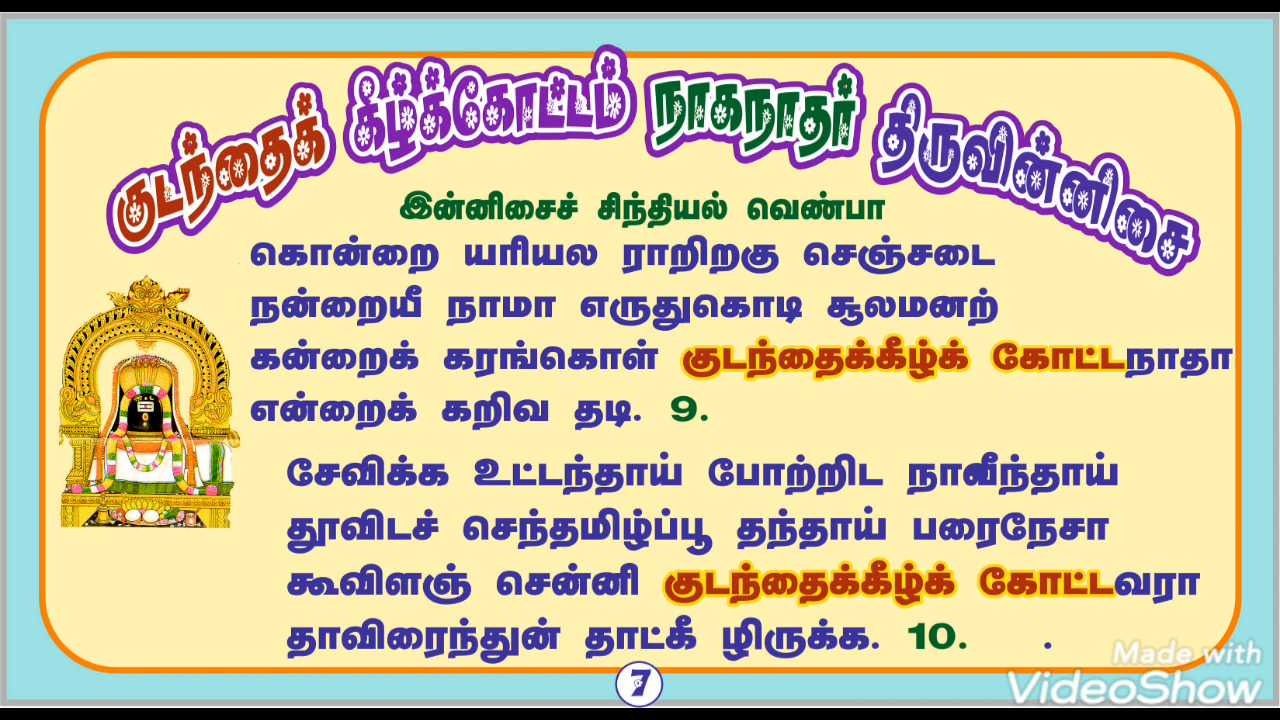 குடந்தைக் கீழ்க்கோட்டம் நாகநாதர் திருவின்னிசை
இன்னிசைச் சிந்தியல் வெண்பா
கொன்றை யரியல ராறிறகு செஞ்சடை
நன்றையீ நாமா எருதுகொடி சூலமனற்
கன்றைக் கரங்கொள் குடந்தைக்கீழ்க் கோட்டநாதா
என்றைக் கறிவ தடி. 9.
சேவிக்க உட்டந்தாய் போற்றிட நாவீந்தாய்
தூவிடச் செந்தமிழ்ப்பூ தந்தாய் பரைநேசா
கூவிளஞ் சென்னி குடந்தைக்கீழ்க் கோட்டவரா
தாவிரைந்துன் தாட்கீ ழிருக்க. 10. .
7
Made with
VideoShow